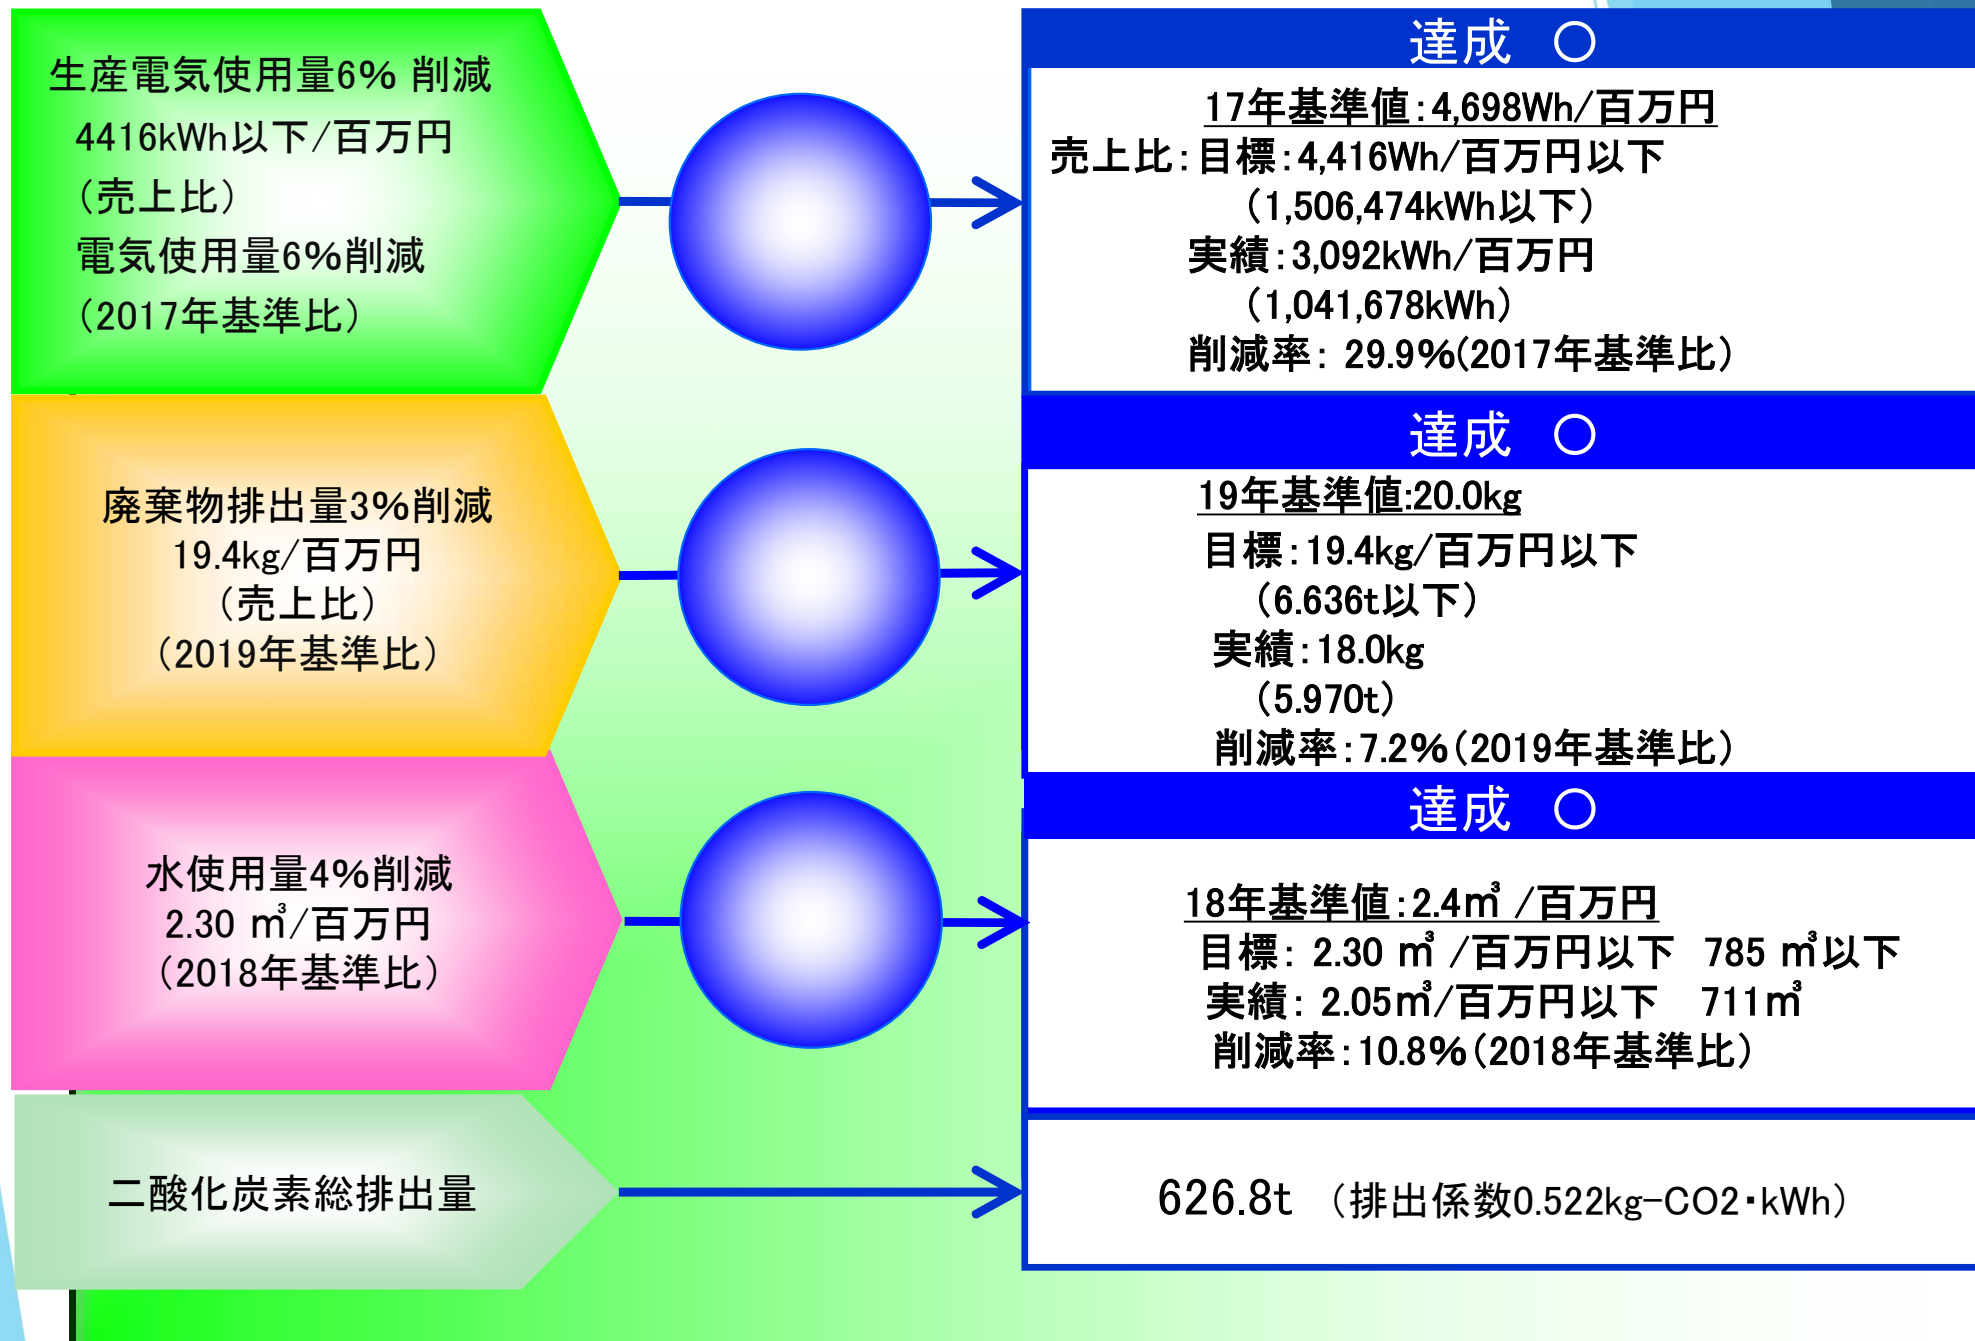 生産電気使用量6% 削減
4416kWh以下/百万円
(売上比)
電気使用量6%削減
(2017年基準比)
達成 ○
17年基準値:4,698Wh/百万円
売上比:目標:4,416Wh/百万円以下
(1,506,474kWh以下)
実績:3,092kWh/百万円
(1,041,678kWh)
削減率: 29.9%(2017年基準比)
廃棄物排出量3%削減
19.4kg/百万円
(売上比)
(2019年基準比)
達成 ○
19年基準値:20.0kg
目標:19.4kg/百万円以下
(6.636t以下)
実績:18.0kg
(5.970t)
削減率:7.2%(2019年基準比)
水使用量4%削減
2.30 ㎥/百万円
(2018年基準比)
達成 ○
18年基準値:2.4㎥ /百万円
目標: 2.30 ㎥ /百万円以下 785 ㎥以下
実績: 2.05㎥/百万円以下 711㎥
削減率:10.8%(2018年基準比)
二酸化炭素総排出量
626.8t (排出係数0.522kg-CO2・kWh)